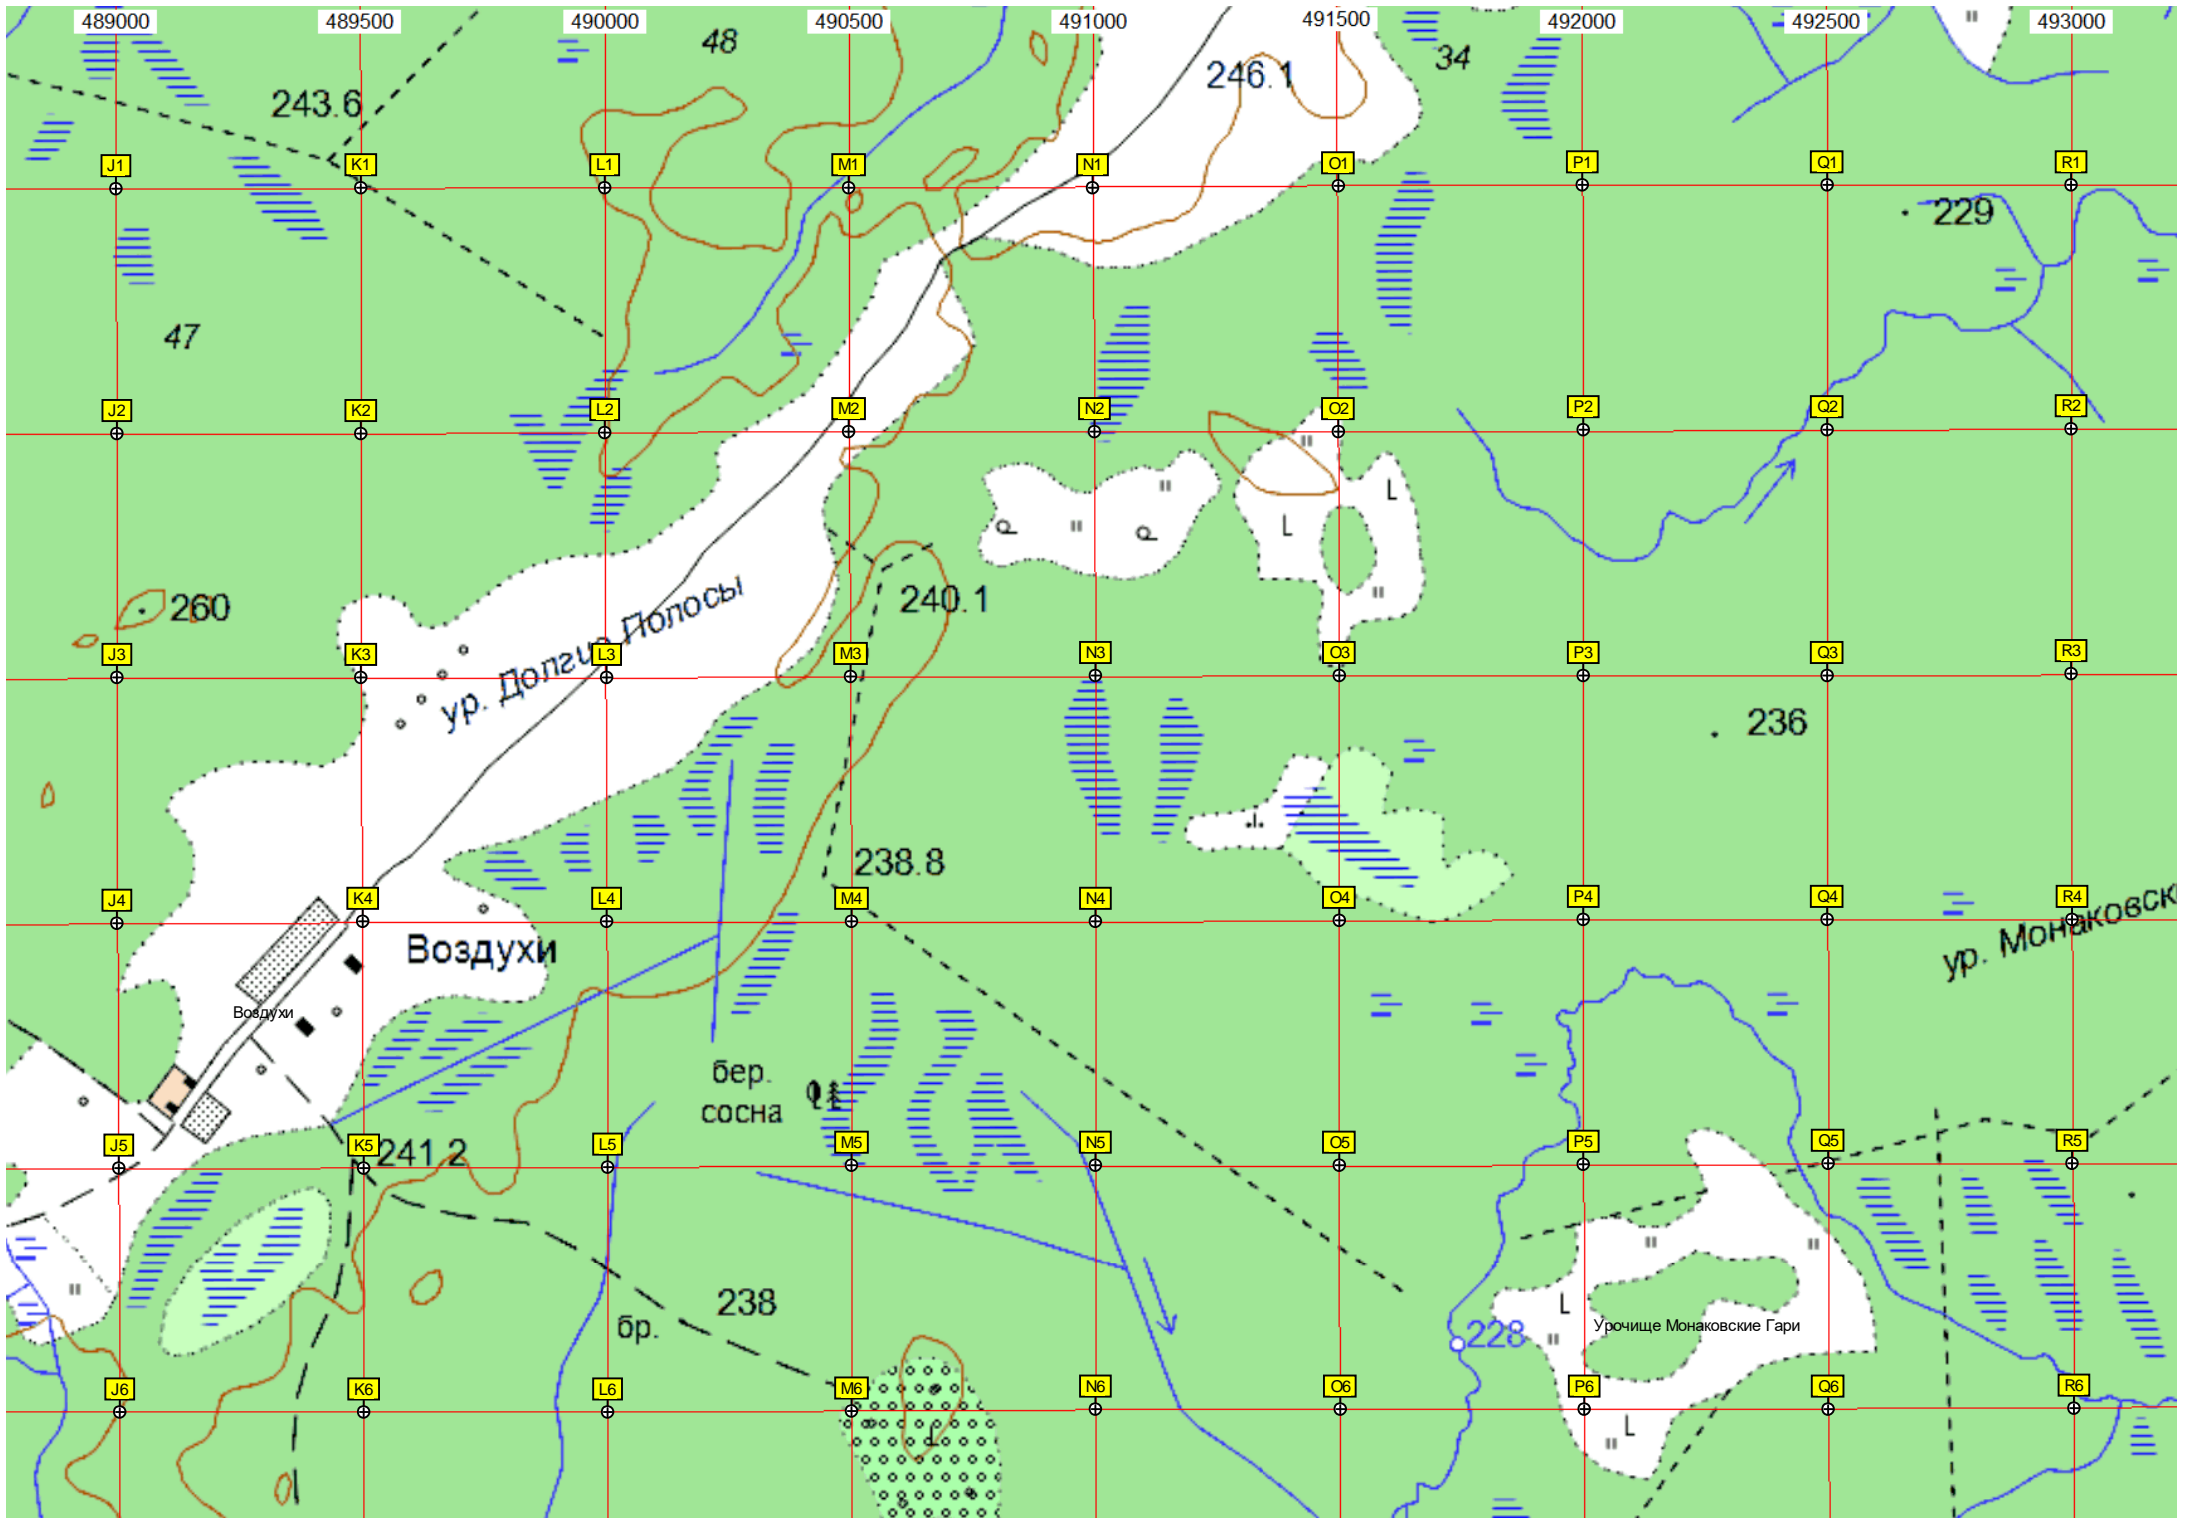 489000 489500 490000 490500 491000 491500 492000 492500 493000
48
34
246.1
243.6
J1 K1 L1 M1 N1 O1 P1 Q1 R1
229
47
J2 K2 L2 M2 N2 O2 P2 Q2 R2
L
L
260
240.1
ур. Долгие Полосы
J3 K3 L3 M3 N3 O3 P3 Q3 R3
236
238.8
J4 K4 L4 M4 N4 O4 P4 Q4 R4
Воздухи
ур. Монаковск
Воздухи
бер.
сосна
J5 K5 L5 M5 N5 O5 P5 Q5 R5
241.2
238
L
бр.
228
Урочище Монаковские Гари
J6 K6 L6 M6 N6 O6 P6 Q6 R6
L
L